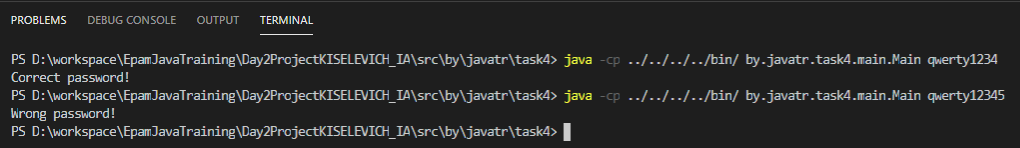 PROBLEMS DEBUG CONSOLE OUTPUT TERMINAL
PS D:\workspace\EpamJavaTraining\Day2ProjectKISELEVICH_IA\src\by\javatr\task4> java -cp ../../../../bin/ by.javatr.task4.main.Main qwerty1234
Correct password!
PS D:\workspace\EpamJavaTraining\Day2ProjectKISELEVICH_IA\src\by\javatr\task4> java -cp ../../../../bin/ by.javatr.task4.main.Main qwerty12345
Wrong password!
PS D:\workspace\EpamJavaTraining\Day2ProjectKISELEVICH_IA\src\by\javatr\task4>